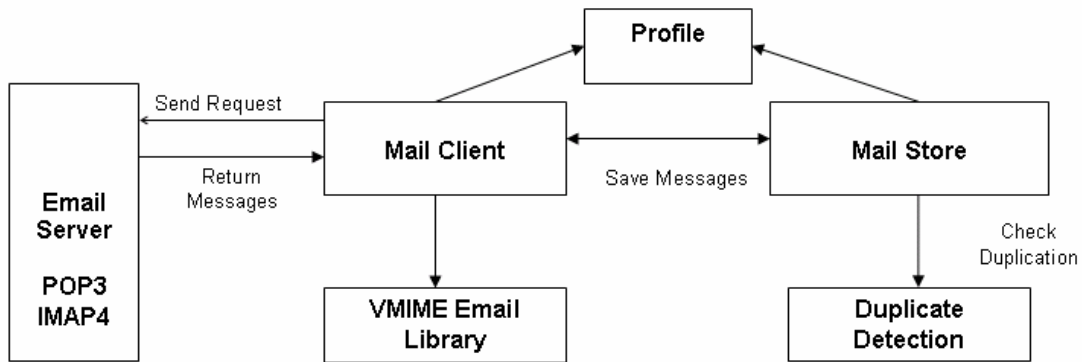 Profile
Send Request
Mail Client
Mail Store
Return
Messages
Save Messages
Email
Server
POP3
IMAP4
Check
Duplication
VMIME Email
Library
Duplicate
Detection